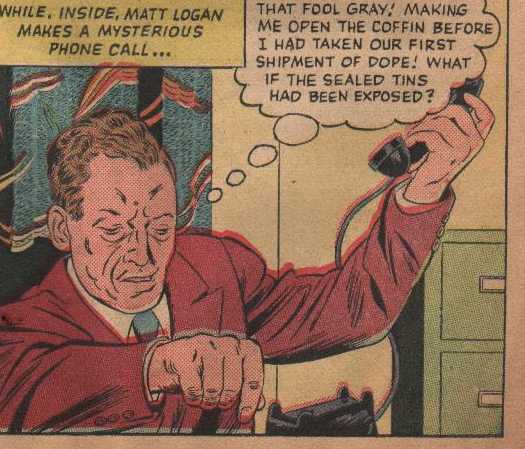 WHILE, INSIDE, MATT LOGAN
MAKES A MYSTERIOUS
PHONE CALL...
THAT FOOL GRAY! MAKING
ME OPEN THE COFFIN BEFORE
I HAD TAKEN OUR FIRST
SHIPMENT OF DOPE! WHAT
IF THE SEALED TINS
HAD BEEN EXPOSED?